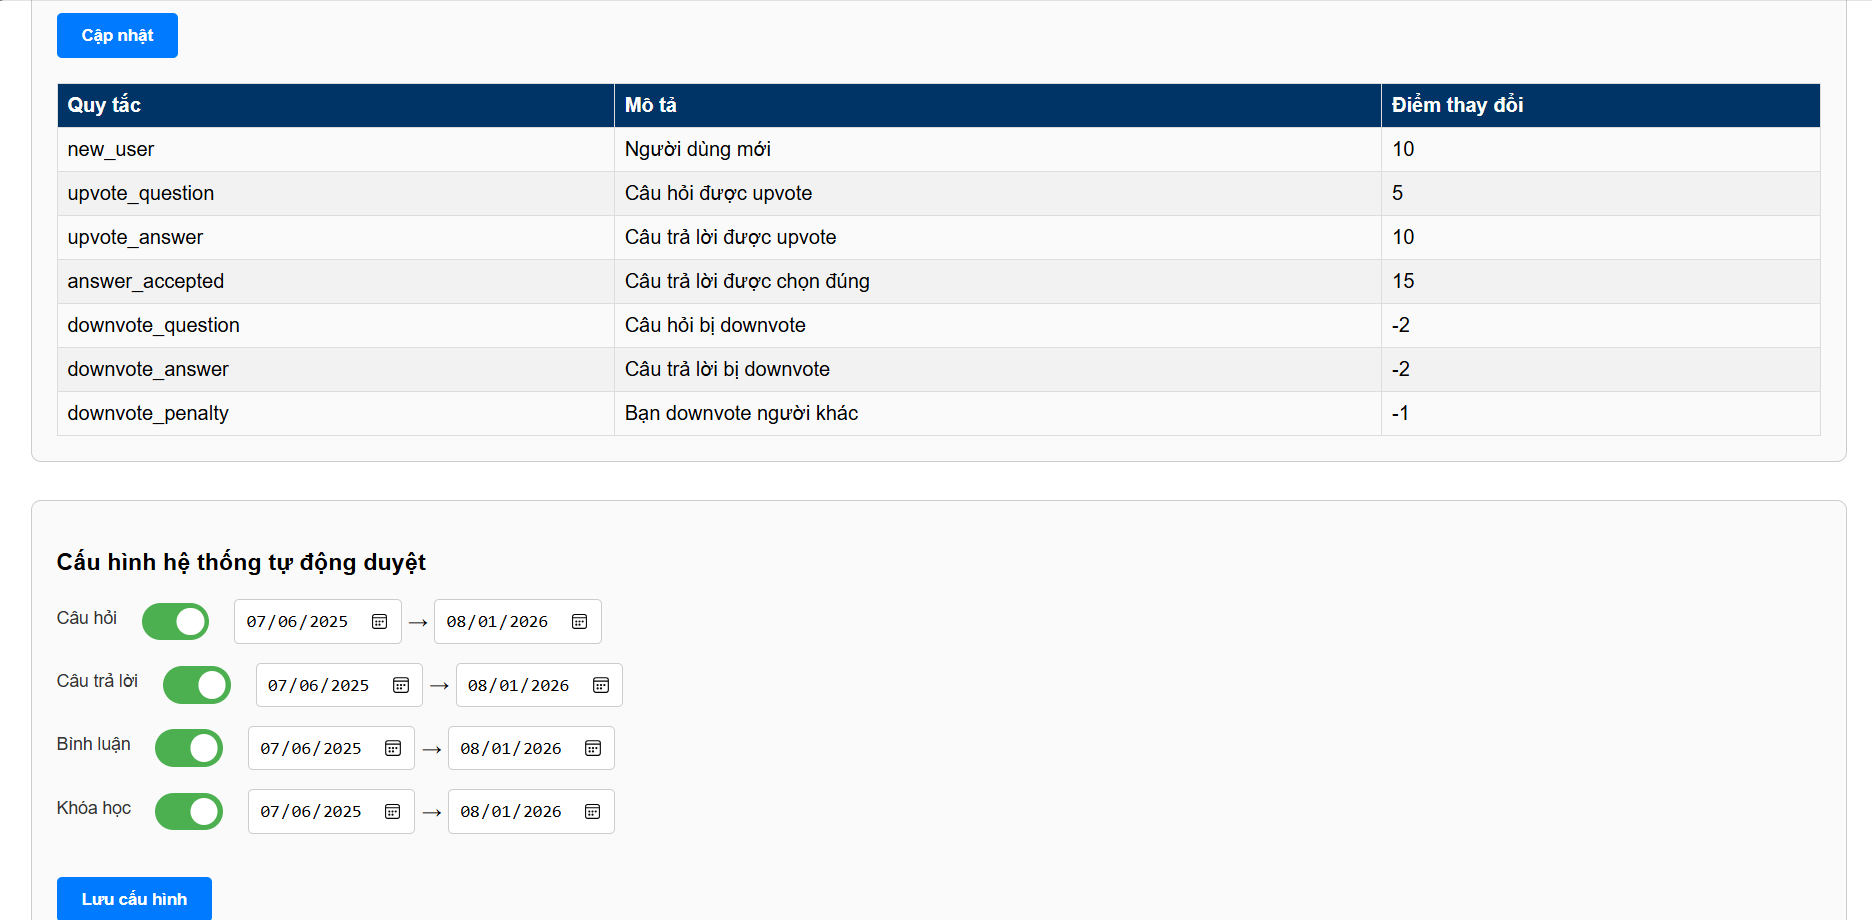 Cập nhật
Quy tắc Mô tả Điểm thay đổi
new_user Người dùng mới 10
upvote_question Câu hỏi được upvote 5
upvote_answer Câu trả lời được upvote 10
answer_accepted Câu trả lời được chọn đúng 15
downvote_question Câu hỏi bị downvote -2
downvote_answer Câu trả lời bị downvote -2
downvote_penalty Bạn downvote người khác -1
Cấu hình hệ thống tự động duyệt
Câu hỏi 07/06/2025 → 08/01/2026
Câu trả lời 07/06/2025 → 08/01/2026
Bình luận 07/06/2025 → 08/01/2026
Khóa học 07/06/2025 → 08/01/2026
Lưu cấu hình